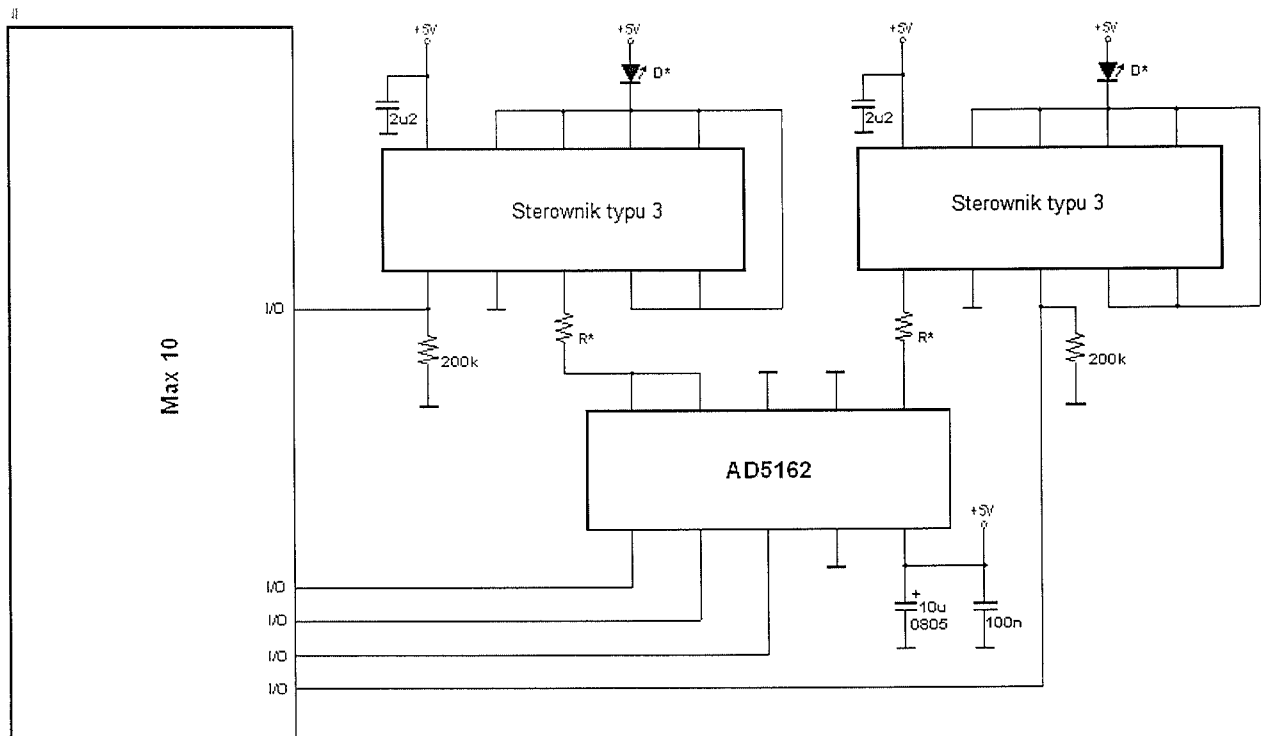 +5V
+5V
+5V
+5V
D*
D*
2u2
2u2
Sterownik typu 3
Sterownik typu 3
I/O
R*
R*
200k
200k
Max 10
AD5162
+5V
I/O
+
10u
0805
100n
I/O
I/O
I/O